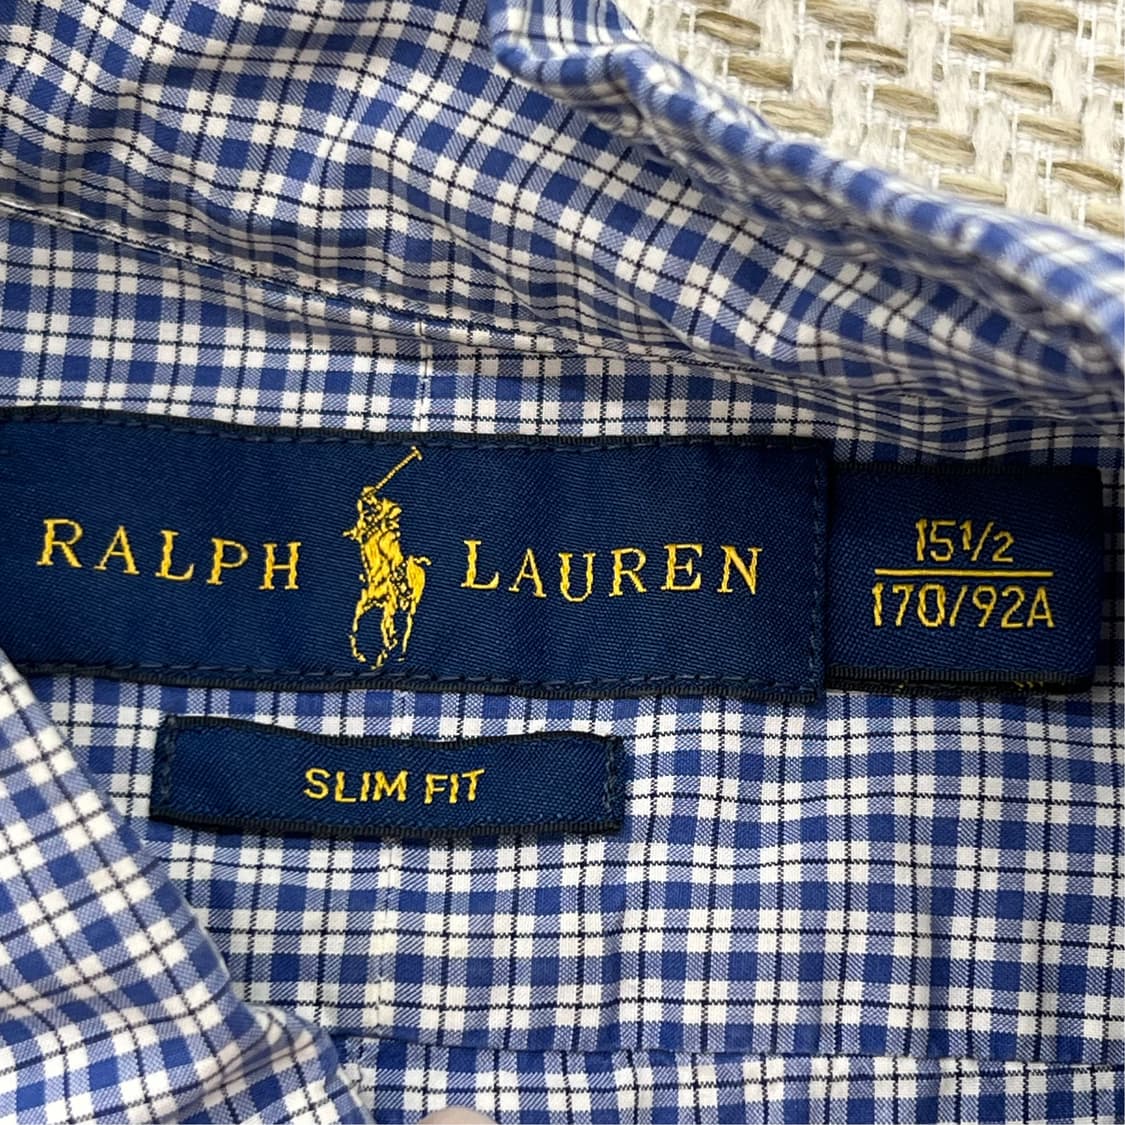 RALPH LAUREN
15½
170/92A
SLIM FIT